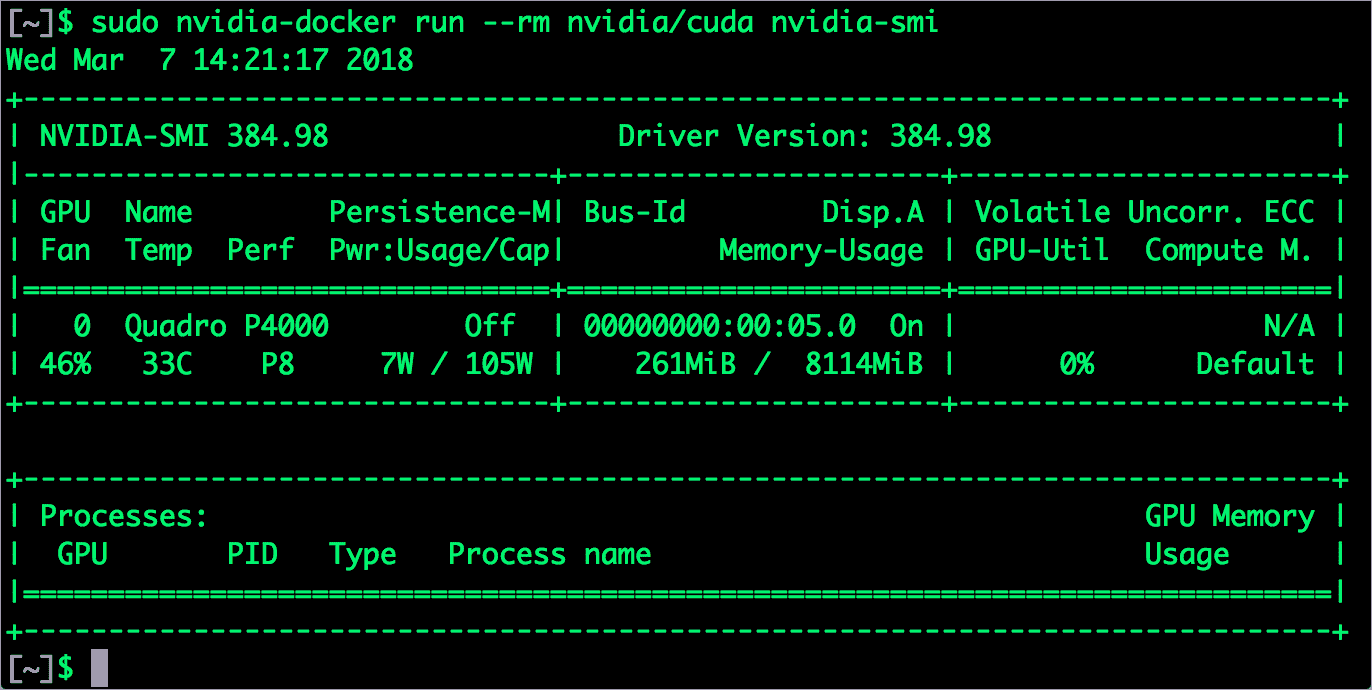 [~]$ sudo nvidia-docker run --rm nvidia/cuda nvidia-smi
Wed Mar  7 14:21:17 2018
+-----------------------------------------------------------------------------+
| NVIDIA-SMI 384.98                 Driver Version: 384.98                    |
|-------------------------------+----------------------+----------------------+
| GPU  Name        Persistence-M| Bus-Id        Disp.A | Volatile Uncorr. ECC |
| Fan  Temp  Perf  Pwr:Usage/Cap|         Memory-Usage | GPU-Util  Compute M. |
|===============================+======================+======================|
|   0  Quadro P4000        Off  | 00000000:00:05.0  On |                  N/A |
| 46%   33C    P8     7W / 105W |    261MiB /  8114MiB |      0%      Default |
+-------------------------------+----------------------+----------------------+
+-----------------------------------------------------------------------------+
| Processes:                                                       GPU Memory |
|  GPU       PID   Type   Process name                             Usage      |
|=============================================================================|
+-----------------------------------------------------------------------------+
[~]$